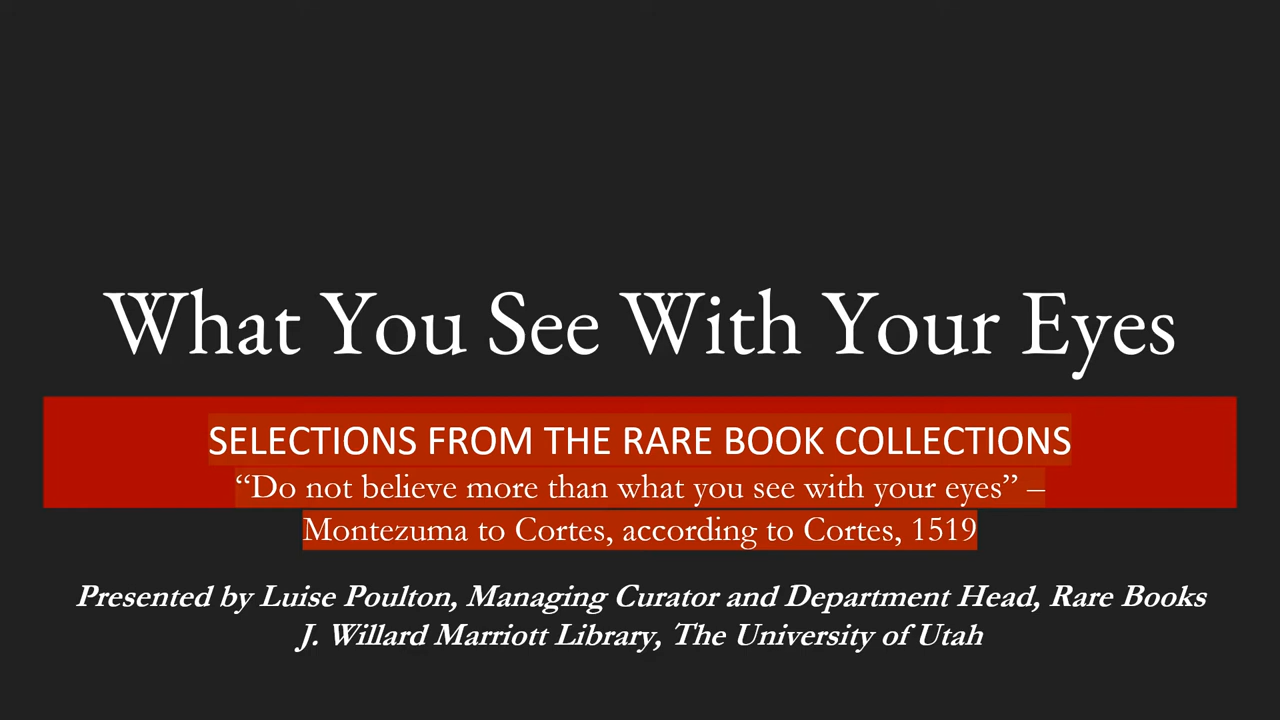 What You See With Your Eyes
SELECTIONS FROM THE RARE BOOK COLLECTIONS
“Do not believe more than what you see with your eyes” –
Montezuma to Cortes, according to Cortes, 1519
Presented by Luise Poulton, Managing Curator and Department Head, Rare Books
J. Willard Marriott Library, The University of Utah